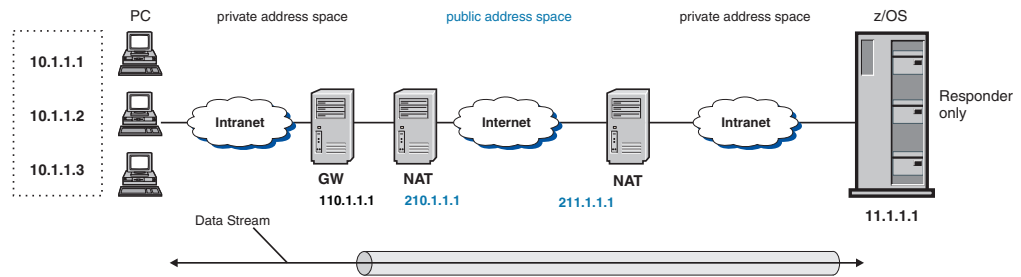 PC
private address space
public address space
private address space
z/OS
10.1.1.1
10.1.1.2
10.1.1.3
Intranet
Internet
Intranet
Responder
only
GW
NAT
NAT
110.1.1.1
210.1.1.1
211.1.1.1
11.1.1.1
Data Stream